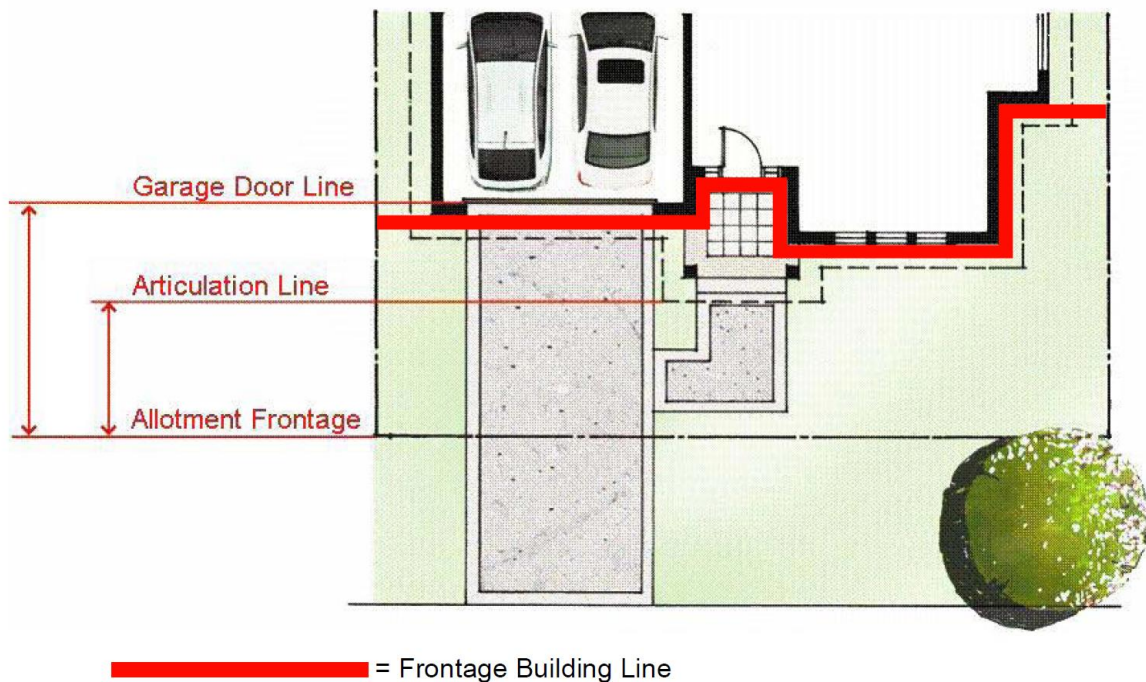 Garage Door Line
Articulation Line
Allotment Frontage
= Frontage Building Line